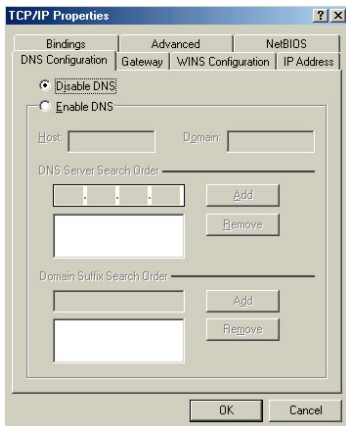 TCP/IP Properties
Bindings Advanced NetBIOS
DNS Configuration Gateway WINS Configuration IP Address
Disable DNS
Enable DNS
Host: Domain:
DNS Server Search Order
Add
Remove
Domain Suffix Search Order
Add
Remove
OK Cancel